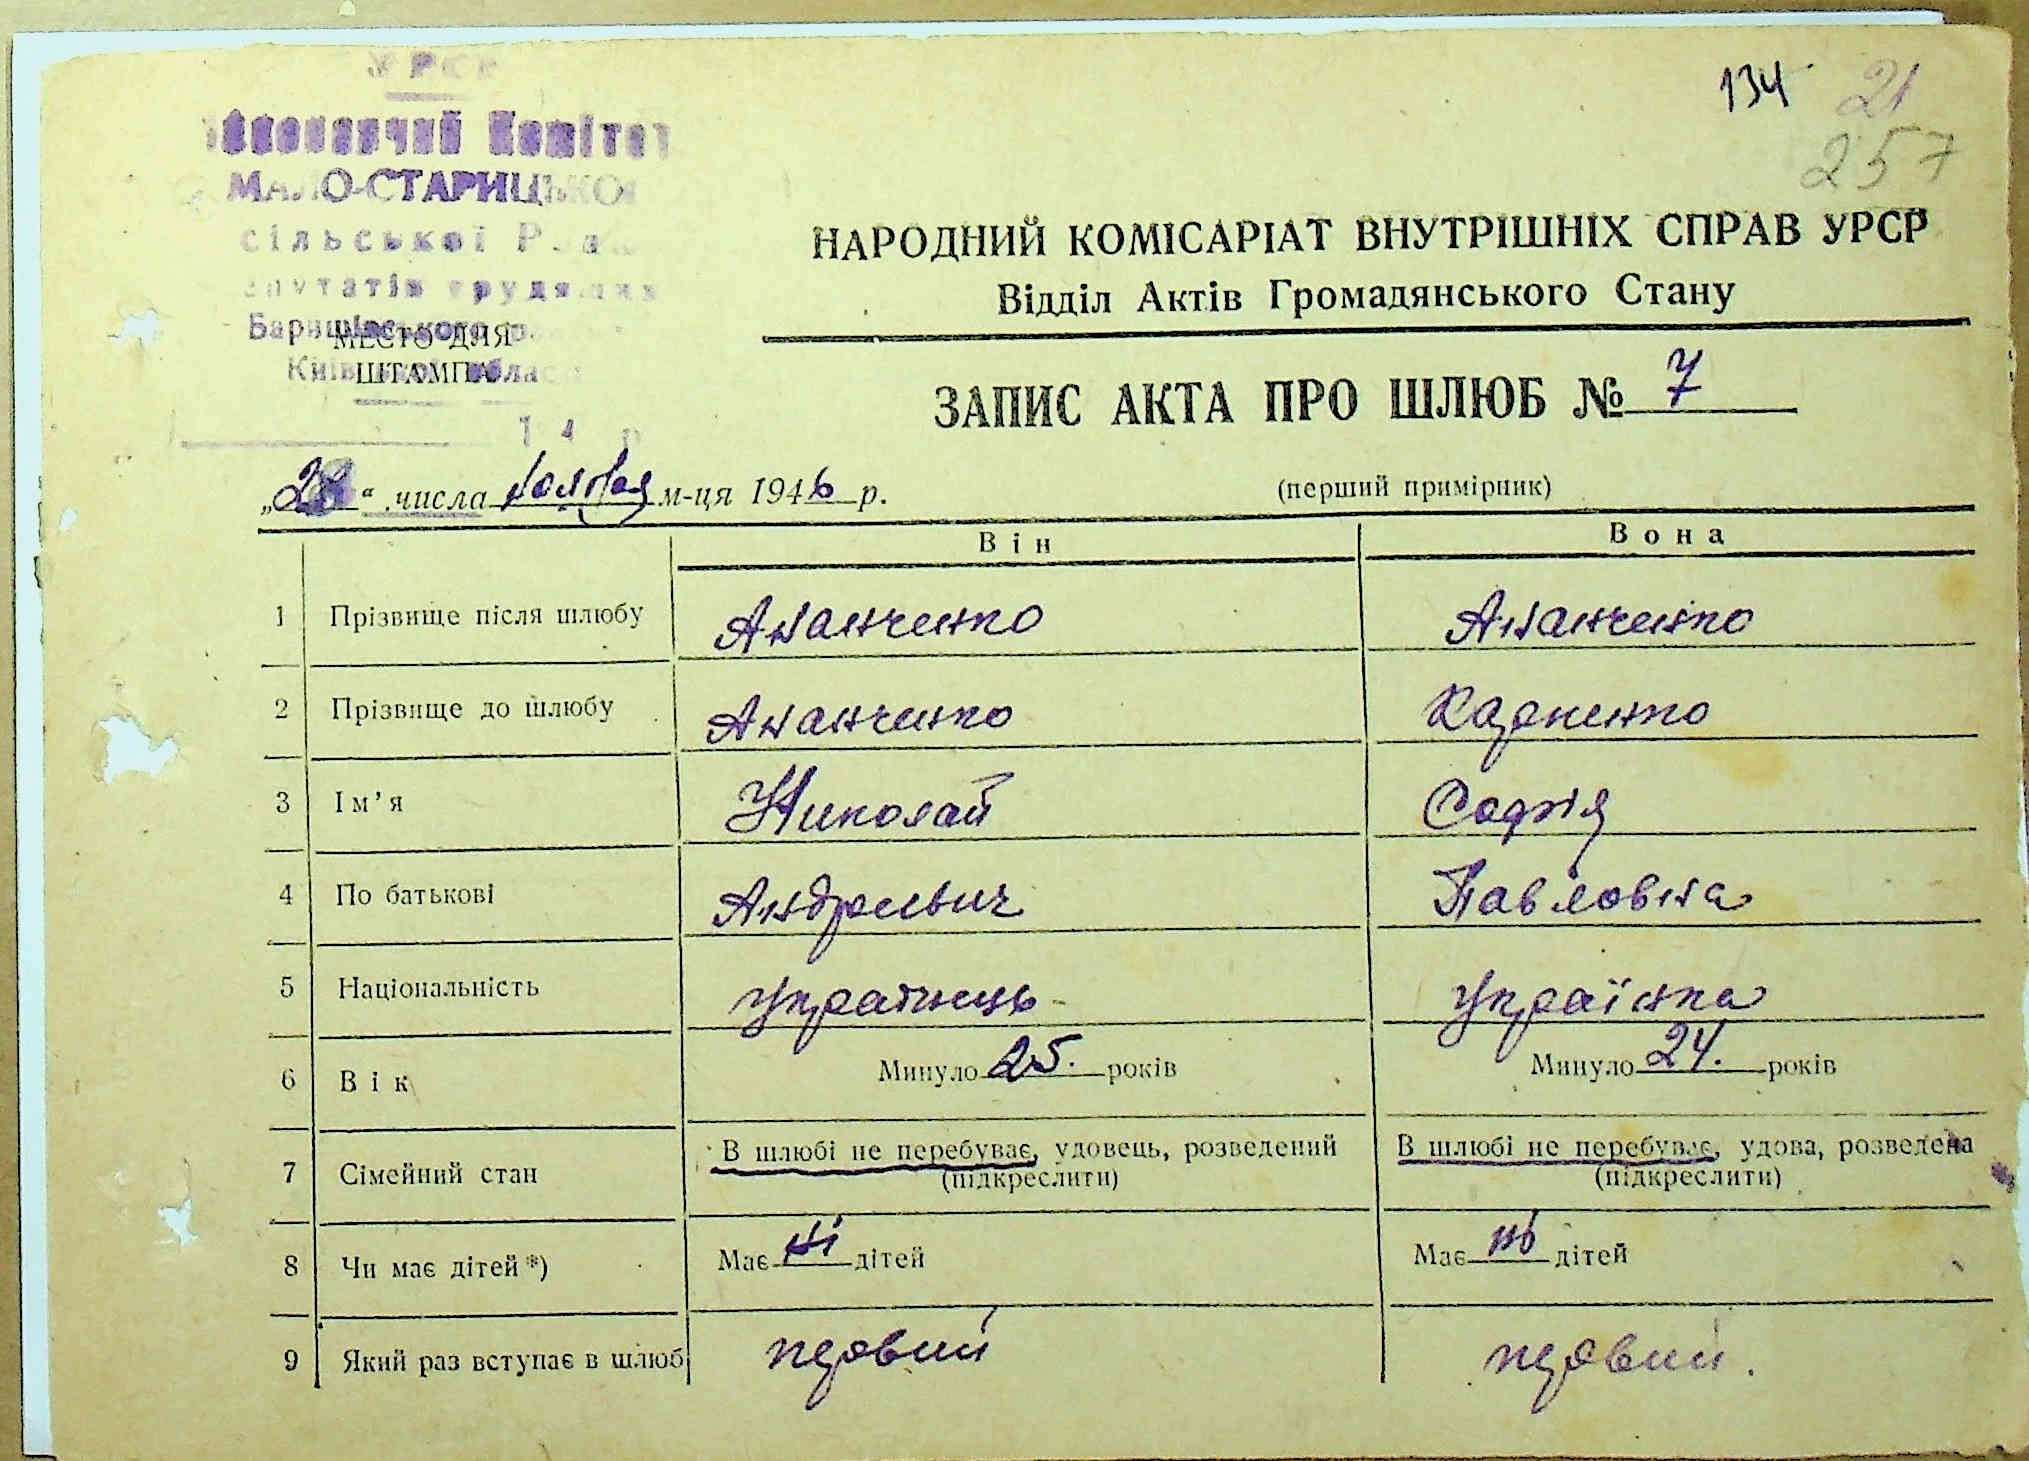 УРСР
Виконавчий Комітет
МАЛО-СТАРИЦЬКОЇ
сільської Ради
депутатів трудящих
Баришівського
МЕСТО ДЛЯ
Київської області
ШТАМПА
134 21
257
НАРОДНИЙ КОМІСАРІАТ ВНУТРІШНІХ СПРАВ УРСР
Відділ Актів Громадянського Стану
ЗАПИС АКТА ПРО ШЛЮБ № 7
„28“ числа ноября м-ця 1946 р. (перший примірник)
Він Вона
1 Прізвище після шлюбу Ананченко Ананченко
2 Прізвище до шлюбу Ананченко Карпенко
3 Ім’я Николай Софія
4 По батькові Андреевич Павловна
5 Національність Українець Українка
6 Вік Минуло 25. років Минуло 24. років
7 Сімейний стан В шлюбі не перебуває, удовець, розведений В шлюбі не перебуває, удова, розведена
(підкреслити) (підкреслити)
8 Чи має дітей *) Має ні дітей Має ні дітей
9 Який раз вступає в шлюб первий первий.